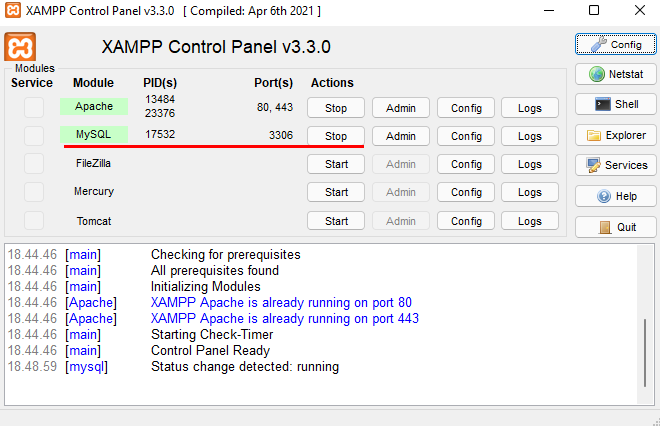 XAMPP Control Panel v3.3.0 [ Compiled: Apr 6th 2021 ]
XAMPP Control Panel v3.3.0
Config
Modules
Service Module PID(s) Port(s) Actions
Netstat
Apache 13484 23376 80, 443 Stop Admin Config Logs
Shell
MySQL 17532 3306 Stop Admin Config Logs
Explorer
FileZilla Start Admin Config Logs
Services
Mercury Start Admin Config Logs
Help
Tomcat Start Admin Config Logs
Quit
18.44.46 [main] Checking for prerequisites
18.44.46 [main] All prerequisites found
18.44.46 [main] Initializing Modules
18.44.46 [Apache] XAMPP Apache is already running on port 80
18.44.46 [Apache] XAMPP Apache is already running on port 443
18.44.46 [main] Starting Check-Timer
18.44.46 [main] Control Panel Ready
18.48.59 [mysql] Status change detected: running